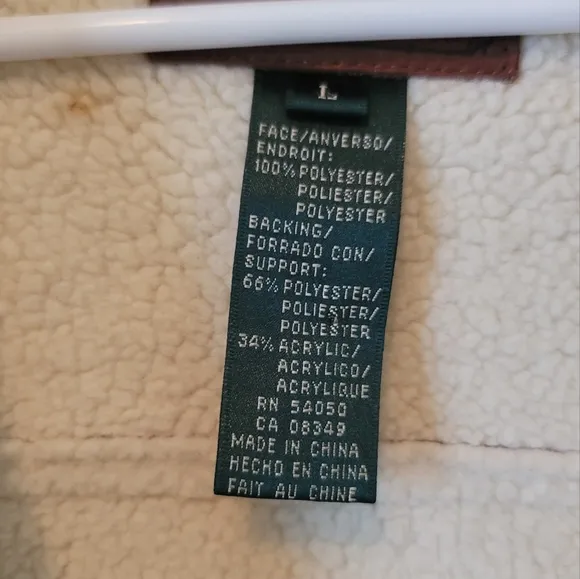 L
FACE/ANVERSO/
ENDROIT:
100% POLYESTER/
POLIESTER/
POLYESTER
BACKING/
FORRADO CON/
SUPPORT:
66% POLYESTER/
POLIESTER/
POLYESTER
34% ACRYLIC/
ACRYLICO/
ACRYLIQUE
RN 54050
CA 08349
MADE IN CHINA
HECHO EN CHINA
FAIT AU CHINE